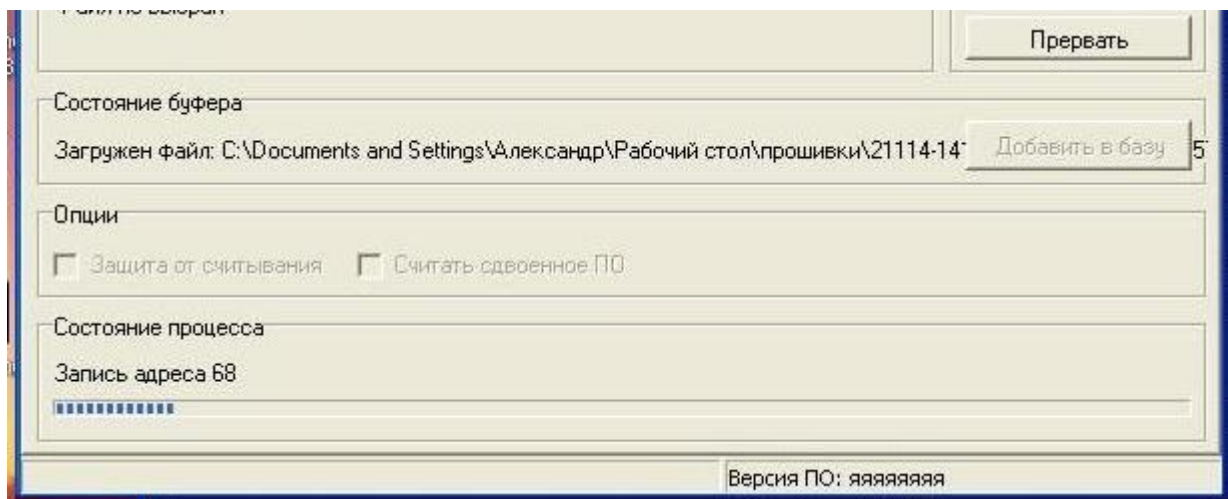 Прервать
Состояние буфера
Загружен файл: C:\Documents and Settings\Александр\Рабочий стол\прошивки\21114-14
Добавить в базу
Опции
Защита от считывания
Считать сдвоенное ПО
Состояние процесса
Запись адреса 68
Версия ПО: яяяяяяяя